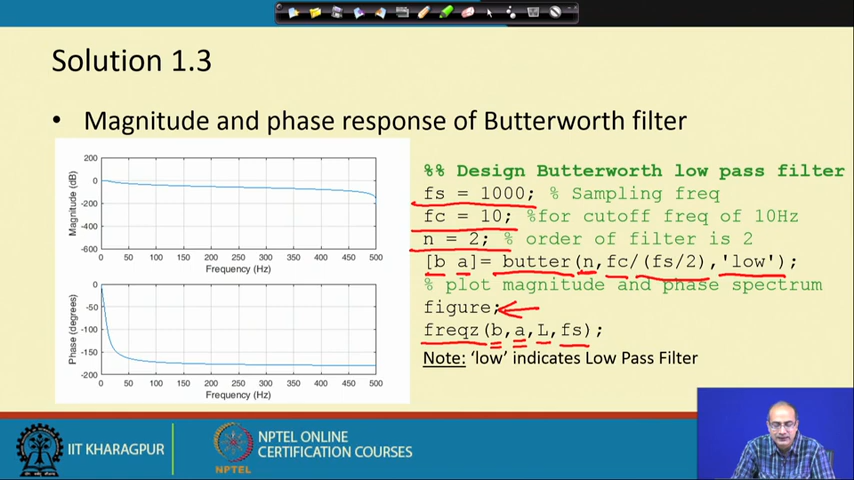 Solution 1.3
• Magnitude and phase response of Butterworth filter
200
0
-200
-400
-600
Magnitude (dB)
0 50 100 150 200 250 300 350 400 450 500
Frequency (Hz)
0
-50
-100
-150
-200
Phase (degrees)
0 50 100 150 200 250 300 350 400 450 500
Frequency (Hz)
%% Design Butterworth low pass filter
fs = 1000; % Sampling freq
fc = 10; %for cutoff freq of 10Hz
n = 2; % order of filter is 2
[b a]= butter(n,fc/(fs/2),'low');
% plot magnitude and phase spectrum
figure;
freqz(b,a,L,fs);
Note: 'low' indicates Low Pass Filter
IIT KHARAGPUR
NPTEL
NPTEL ONLINE
CERTIFICATION COURSES